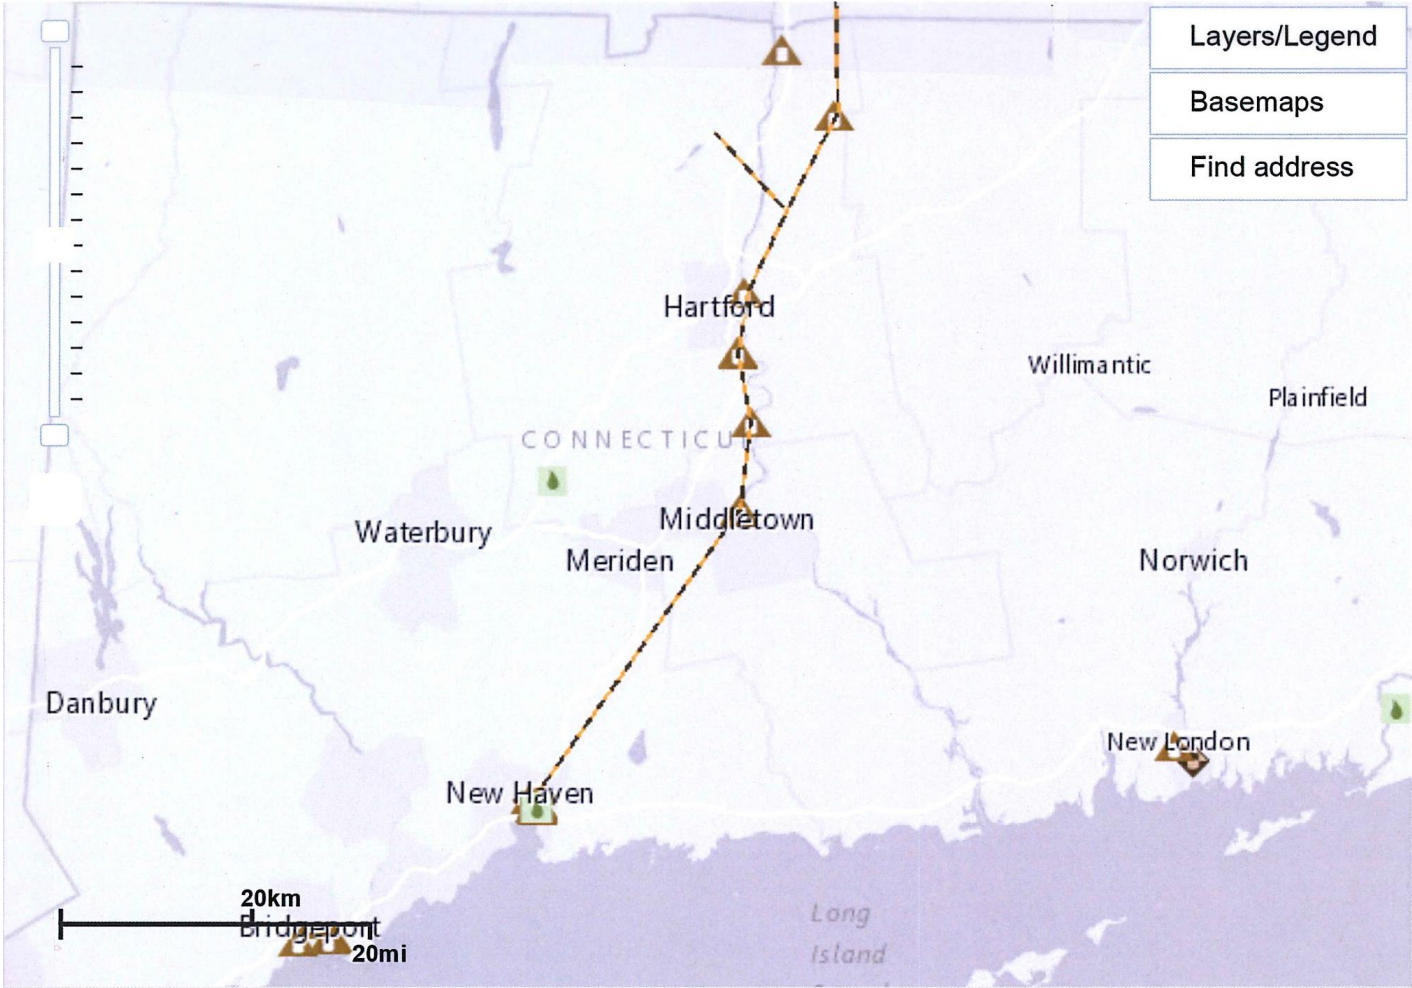 Layers/Legend
Basemaps
Find address
Hartford
Willimantic
Plainfield
CONNECTICU
Waterbury
Middletown
Meriden
Norwich
Danbury
New London
New Haven
20km
Bridgeport
20mi
Long
Island